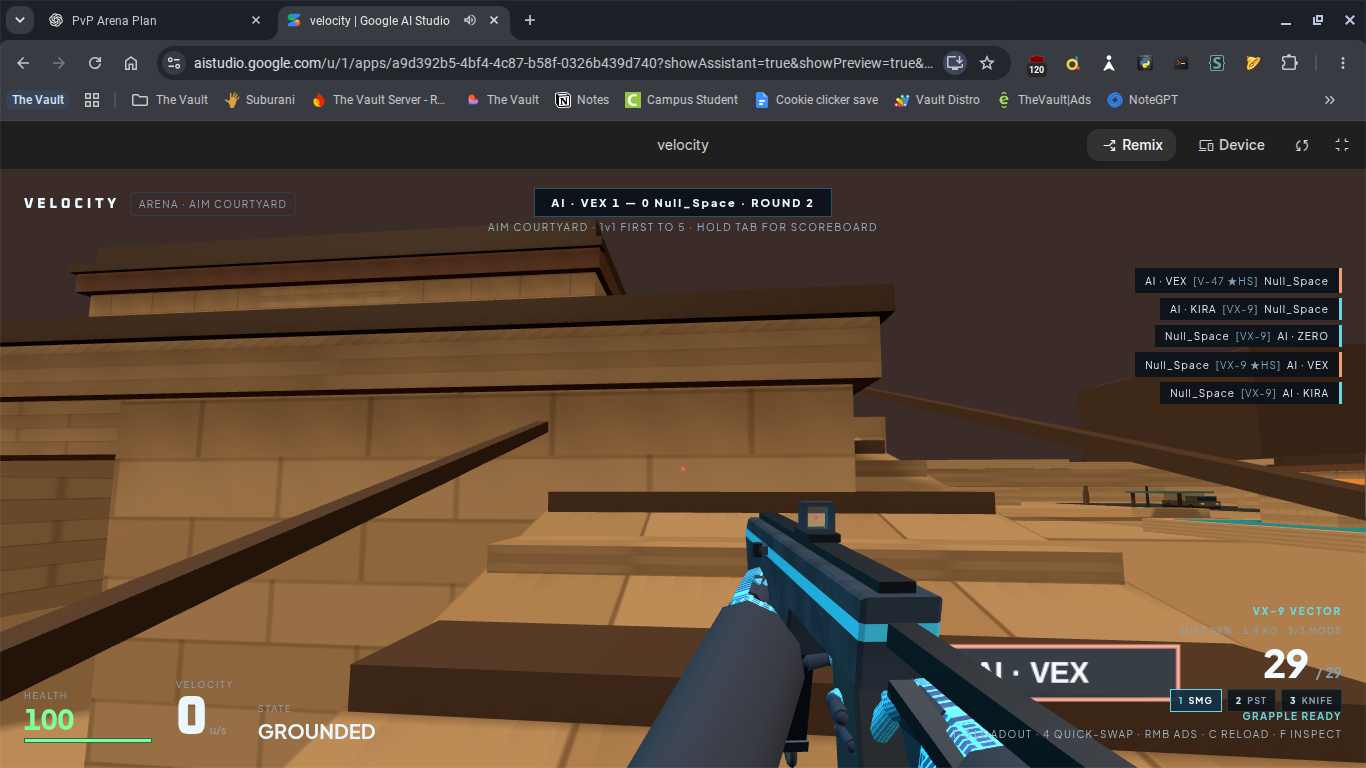 PvP Arena Plan
velocity | Google AI Studio
aistudio.google.com/u/1/apps/a9d392b5-4bf4-4c87-b58f-0326b439d740?showAssistant=true&showPreview=true&...
120
The Vault
The Vault
Suburani
The Vault Server - R...
The Vault
Notes
Campus Student
Cookie clicker save
Vault Distro
TheVault|Ads
NoteGPT
velocity
Remix
Device
VELOCITY
ARENA · AIM COURTYARD
AI · VEX 1 — 0 Null_Space · ROUND 2
AIM COURTYARD · 1v1 FIRST TO 5 · HOLD TAB FOR SCOREBOARD
AI · VEX [V-47 ★HS] Null_Space
AI · KIRA [VX-9] Null_Space
Null_Space [VX-9] AI · ZERO
Null_Space [VX-9 ★HS] AI · VEX
Null_Space [VX-9] AI · KIRA
AI · VEX
VX-9 VECTOR
1.9 KG · 3/5 MODS
29 / 29
1 SMG
2 PST
3 KNIFE
GRAPPLE READY
ADOUT · 4 QUICK-SWAP · RMB ADS · C RELOAD · F INSPECT
HEALTH
100
VELOCITY
0 u/s
STATE
GROUNDED